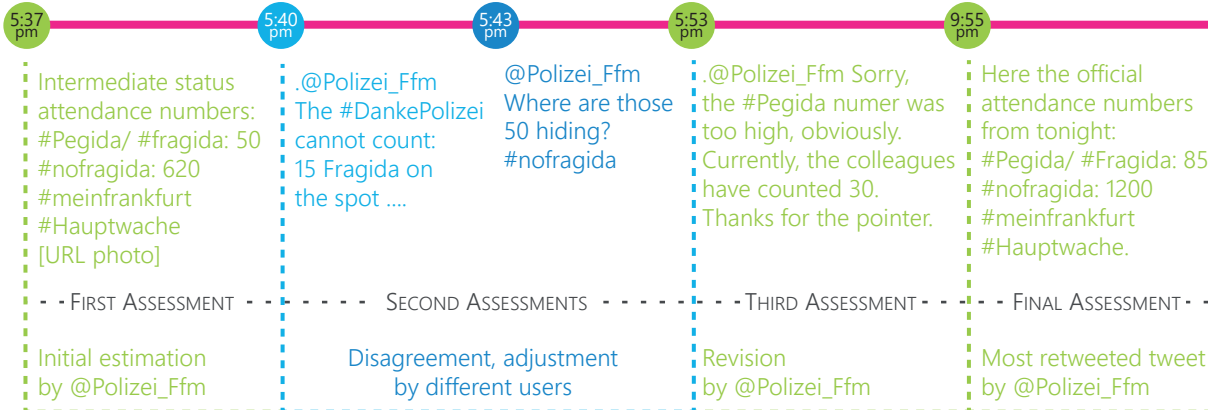 5:37
pm
5:40
pm
5:43
pm
5:53
pm
9:55
pm
Intermediate status
attendance numbers:
#Pegida/ #fragida: 50
#nofragida: 620
#meinfrankfurt
#Hauptwache
[URL photo]
.@Polizei_Ffm
The #DankePolizei
cannot count:
15 Fragida on
the spot ....
@Polizei_Ffm
Where are those
50 hiding?
#nofragida
.@Polizei_Ffm Sorry,
the #Pegida numer was
too high, obviously.
Currently, the colleagues
have counted 30.
Thanks for the pointer.
Here the official
attendance numbers
from tonight:
#Pegida/ #Fragida: 85
#nofragida: 1200
#meinfrankfurt
#Hauptwache.
First Assessment
Second Assessments
Third Assessment
Final Assessment
Initial estimation
by @Polizei_Ffm
Disagreement, adjustment
by different users
Revision
by @Polizei_Ffm
Most retweeted tweet
by @Polizei_Ffm